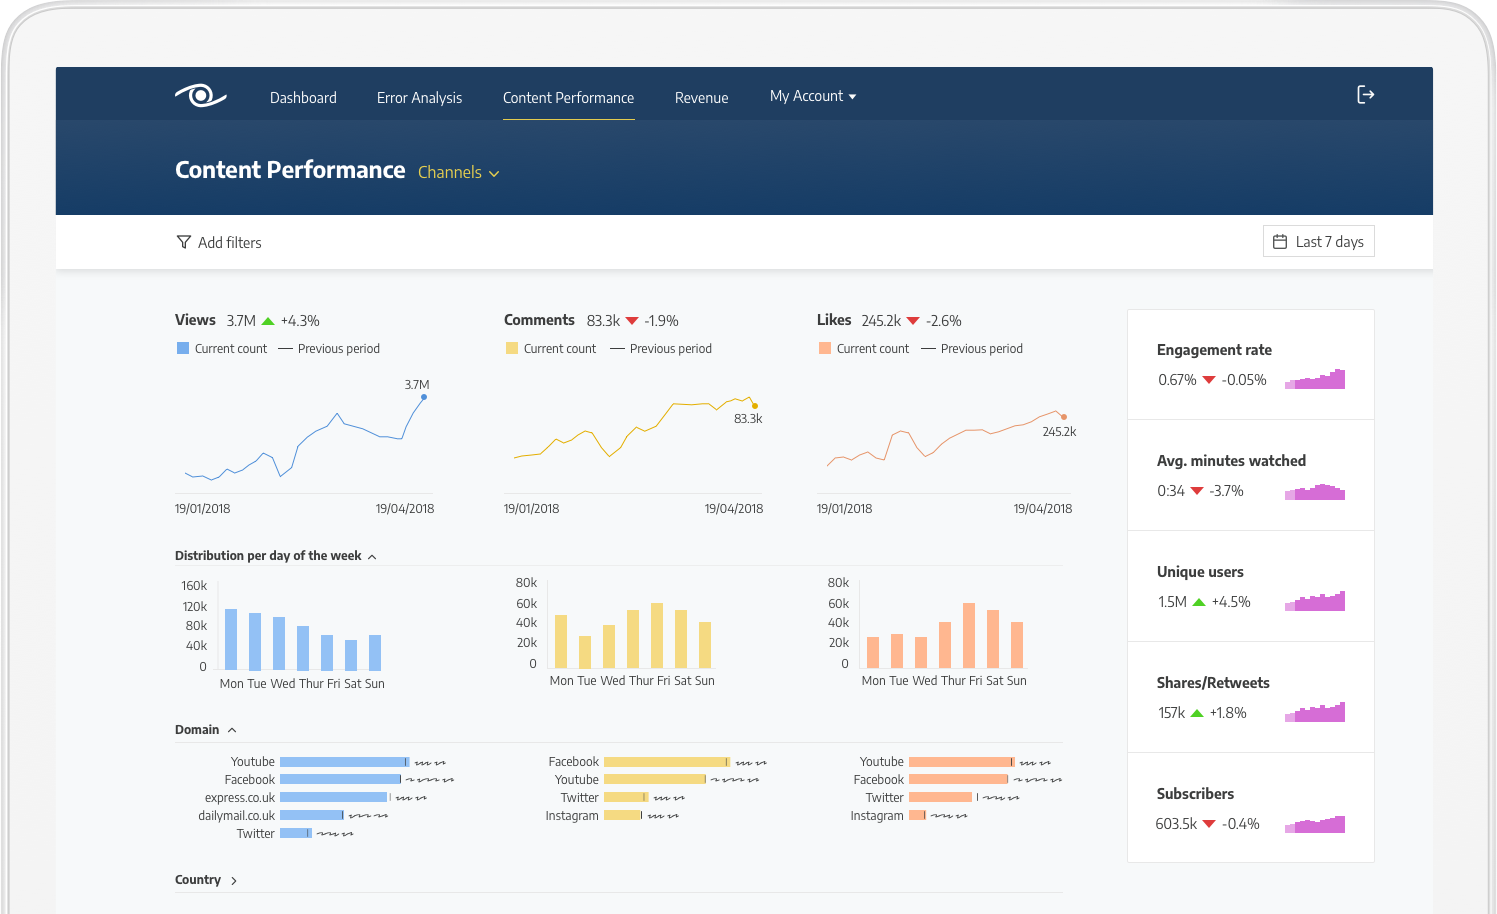 Dashboard Error Analysis Content Performance Revenue My Account
Content Performance Channels
Add filters Last 7 days
Views 3.7M +4.3%
Current count Previous period
3.7M
19/01/2018 19/04/2018
Comments 83.3k -1.9%
Current count Previous period
83.3k
19/01/2018 19/04/2018
Likes 245.2k -2.6%
Current count Previous period
245.2k
19/01/2018 19/04/2018
Distribution per day of the week
160k
120k
80k
40k
0
Mon Tue Wed Thur Fri Sat Sun
80k
60k
40k
20k
0
Mon Tue Wed Thur Fri Sat Sun
80k
60k
40k
20k
0
Mon Tue Wed Thur Fri Sat Sun
Domain
Youtube
Facebook
express.co.uk
dailymail.co.uk
Twitter
Facebook
Youtube
Twitter
Instagram
Youtube
Facebook
Twitter
Instagram
Country
Engagement rate
0.67% -0.05%
Avg. minutes watched
0:34 -3.7%
Unique users
1.5M +4.5%
Shares/Retweets
157k +1.8%
Subscribers
603.5k -0.4%